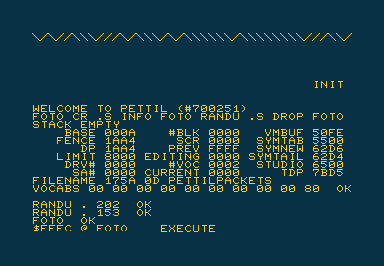 INIT
WELCOME TO PETTIL (#700251)
FOTO CR .S INFO FOTO RANDU .S DROP FOTO
STACK EMPTY
BASE 000A #BLK 0000 VMBUF 50FE
FENCE 1AA4 SCR 0000 SYMTAB 5500
DP 1AA4 PREV FFFF SYMNEW 62D6
LIMIT 8000 EDITING 0000 SYMTAIL 62D4
DRV# 0000 #VOC 0002 STUDIO 6500
SA# 0000 CURRENT 0000 TDP 7BD5
FILENAME 175A 0D PETTILPACKETS
VOCABS 00 00 00 00 00 00 00 00 80 OK
RANDU . 202 OK
RANDU . 153 OK
FOTO OK
$EFEC @ FOTO EXECUTE